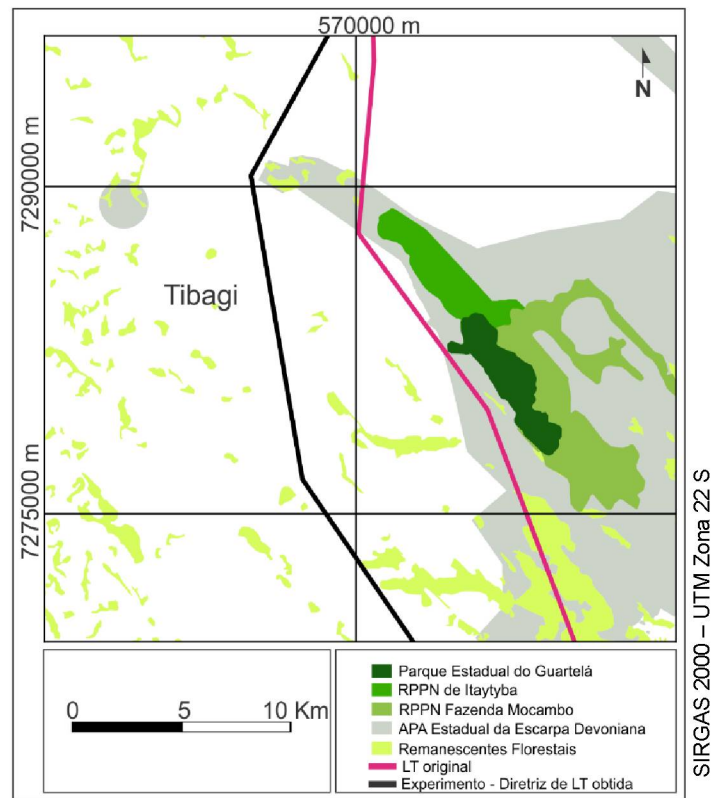 570000 m
N
7290000 m
Tibagi
7275000 m
SIRGAS 2000 – UTM Zona 22 S
0 5 10 Km
Parque Estadual do Guartelá
RPPN de Itaytyba
RPPN Fazenda Mocambo
APA Estadual da Escarpa Devoniana
Remanescentes Florestais
LT original
Experimento - Diretriz de LT obtida